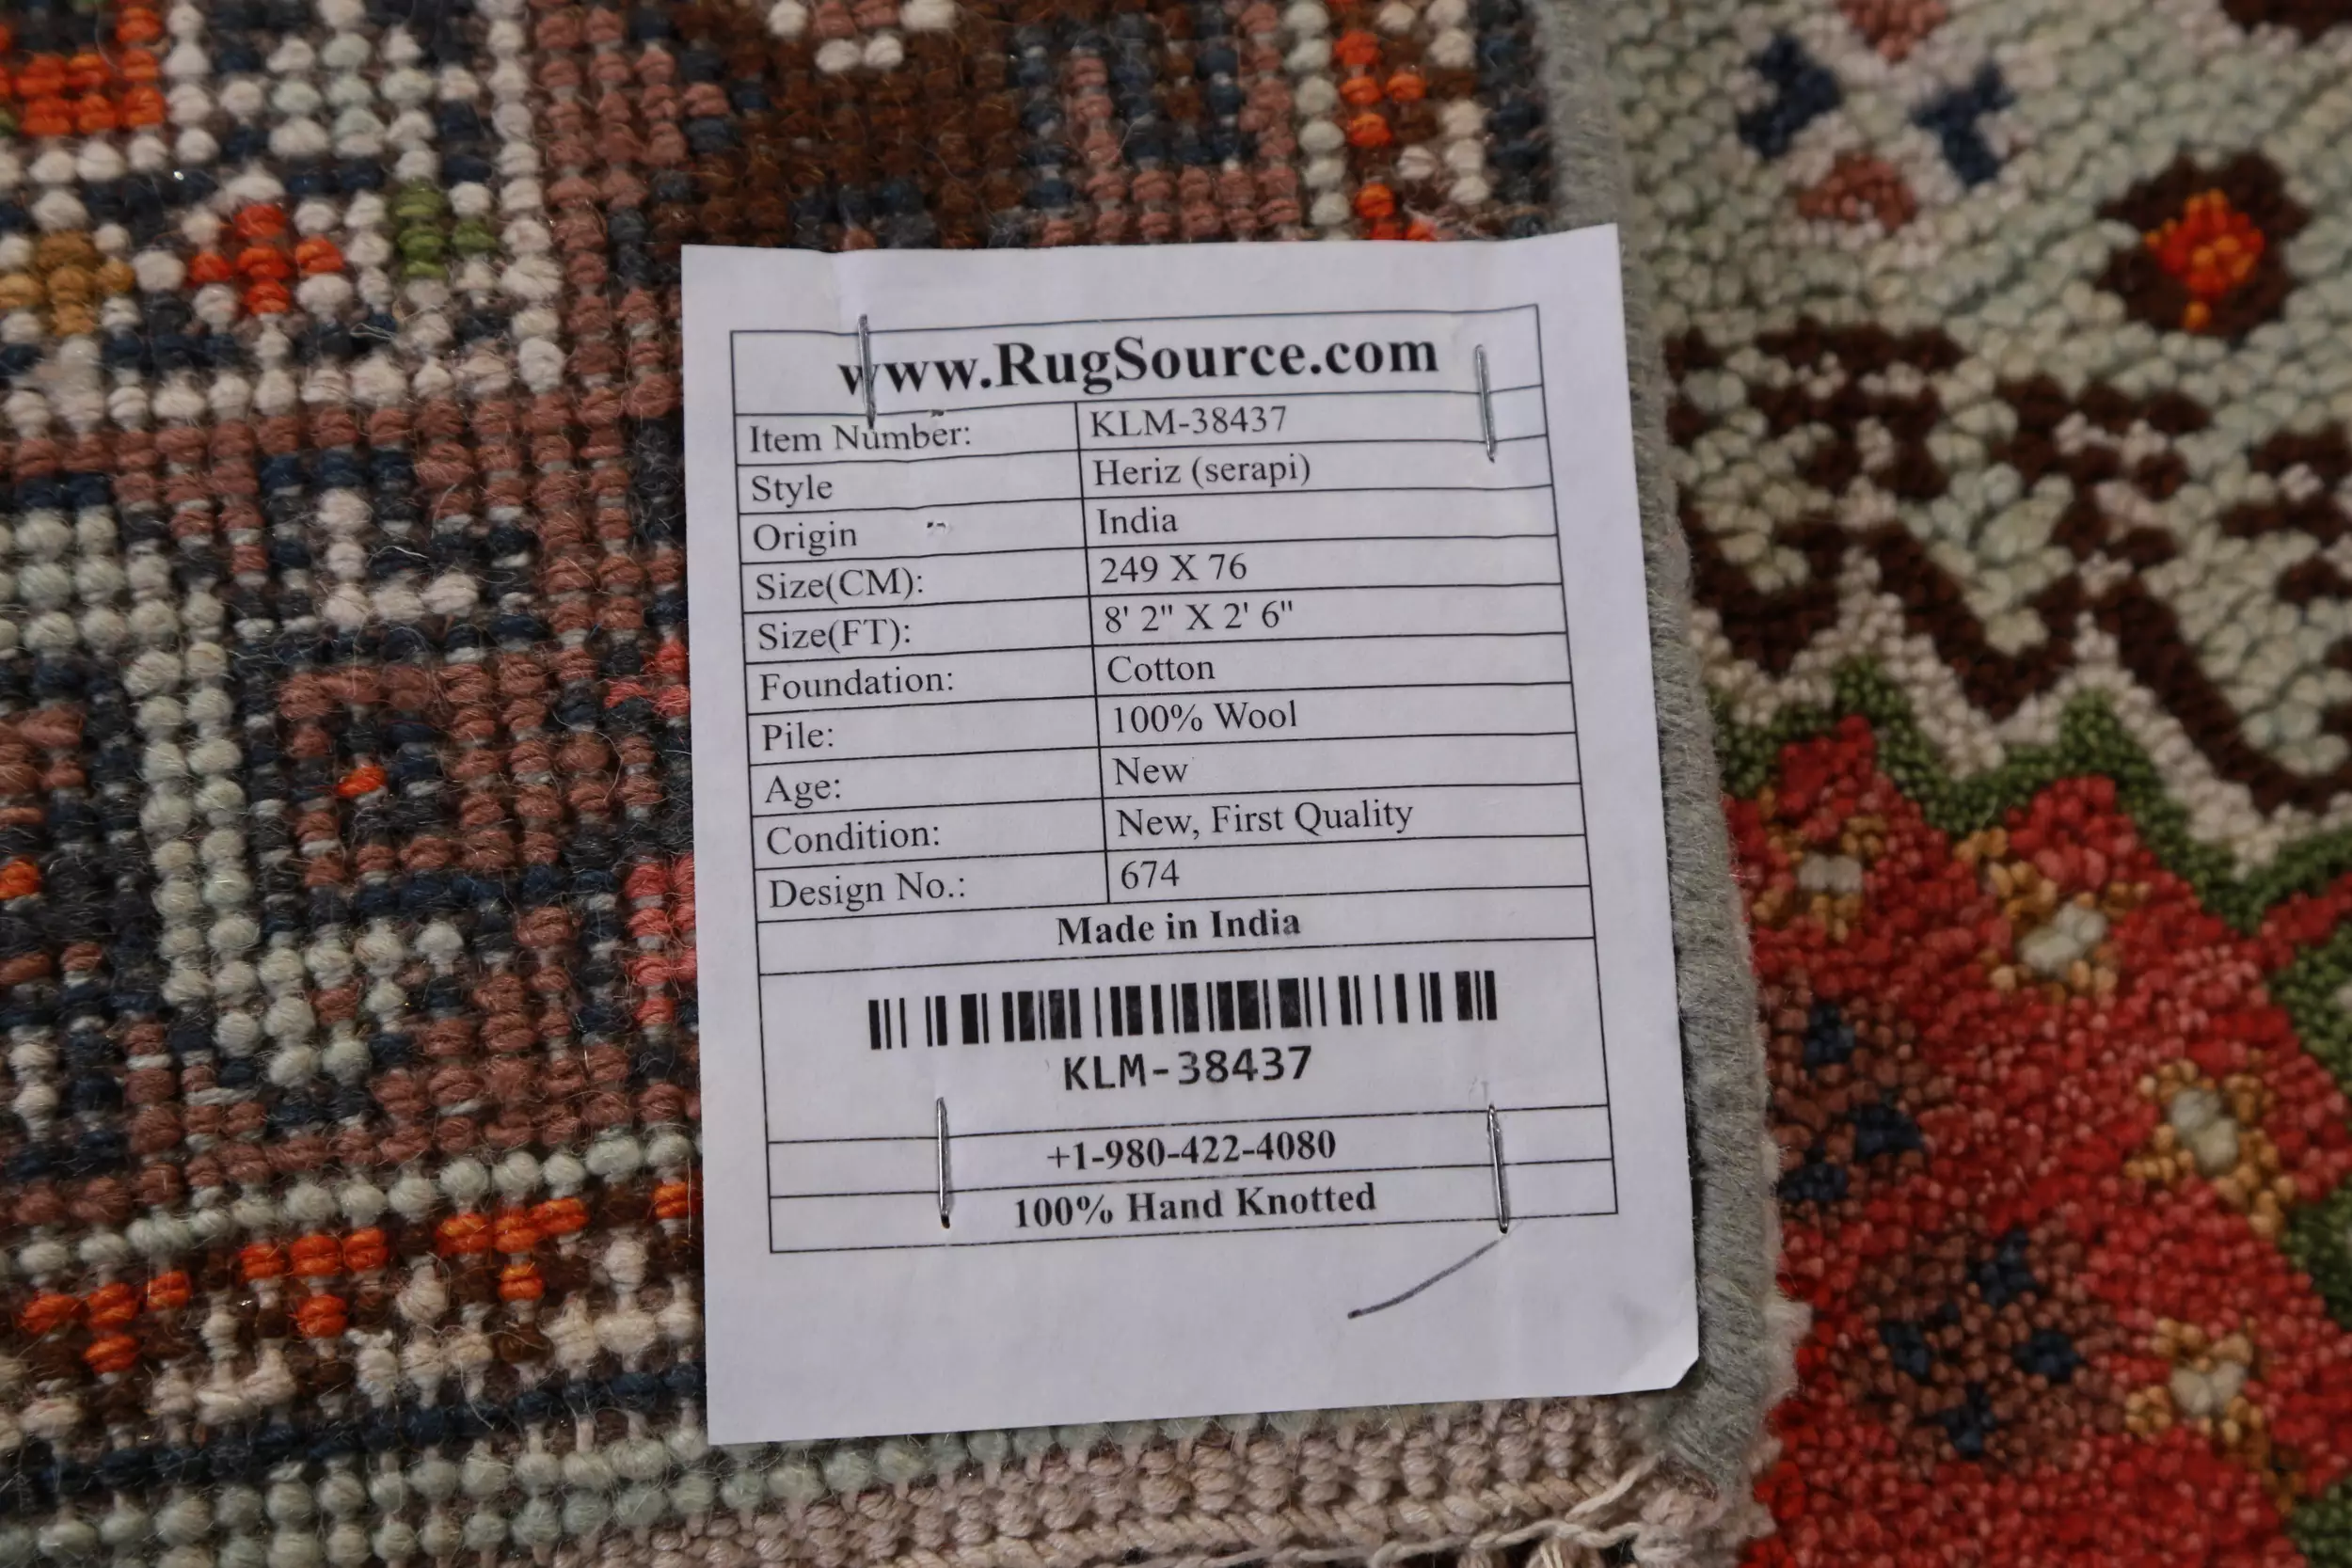 www.RugSource.com
Item Number: KLM-38437
Style Heriz (serapi)
Origin India
Size(CM): 249 X 76
Size(FT): 8' 2" X 2' 6"
Foundation: Cotton
Pile: 100% Wool
Age: New
Condition: New, First Quality
Design No.: 674
Made in India
KLM-38437
+1-980-422-4080
100% Hand Knotted